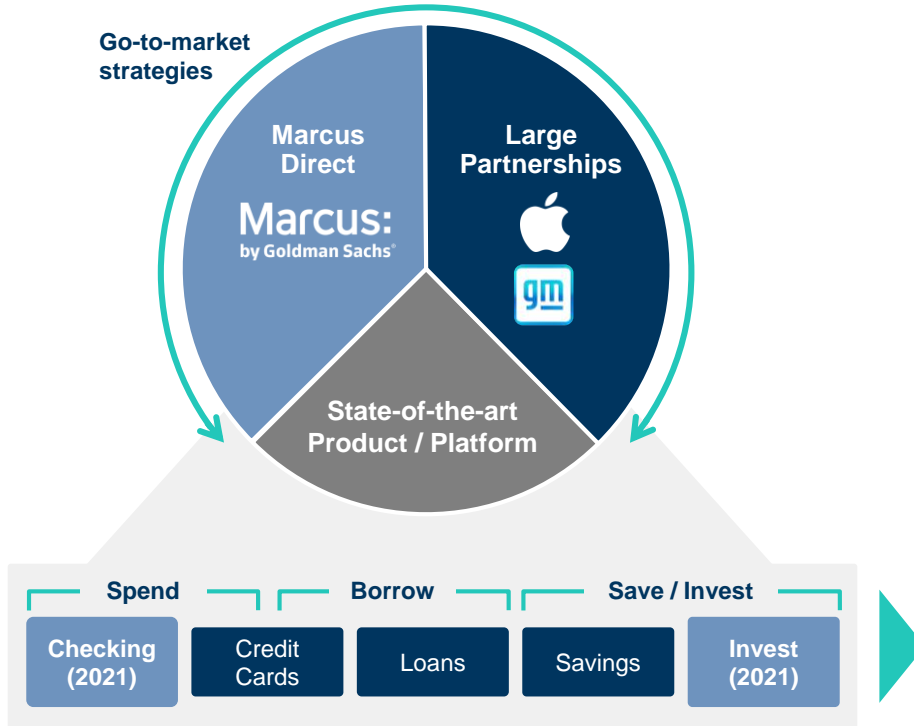 Go-to-market
strategies
Marcus
Direct
Marcus:
by Goldman Sachs®
Large
Partnerships
gm
State-of-the-art
Product / Platform
Spend
Borrow
Save / Invest
Checking
(2021)
Credit
Cards
Loans
Savings
Invest
(2021)